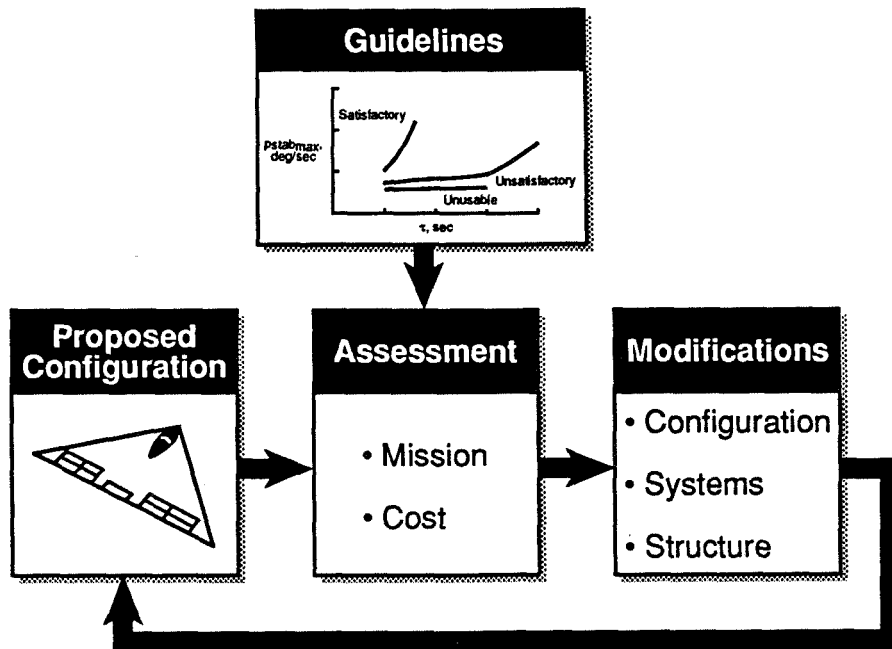 Guidelines
Satisfactory
pstabmax,
deg/sec
Unsatisfactory
Unusable
τ, sec
Proposed
Configuration
Assessment
• Mission
• Cost
Modifications
• Configuration
• Systems
• Structure